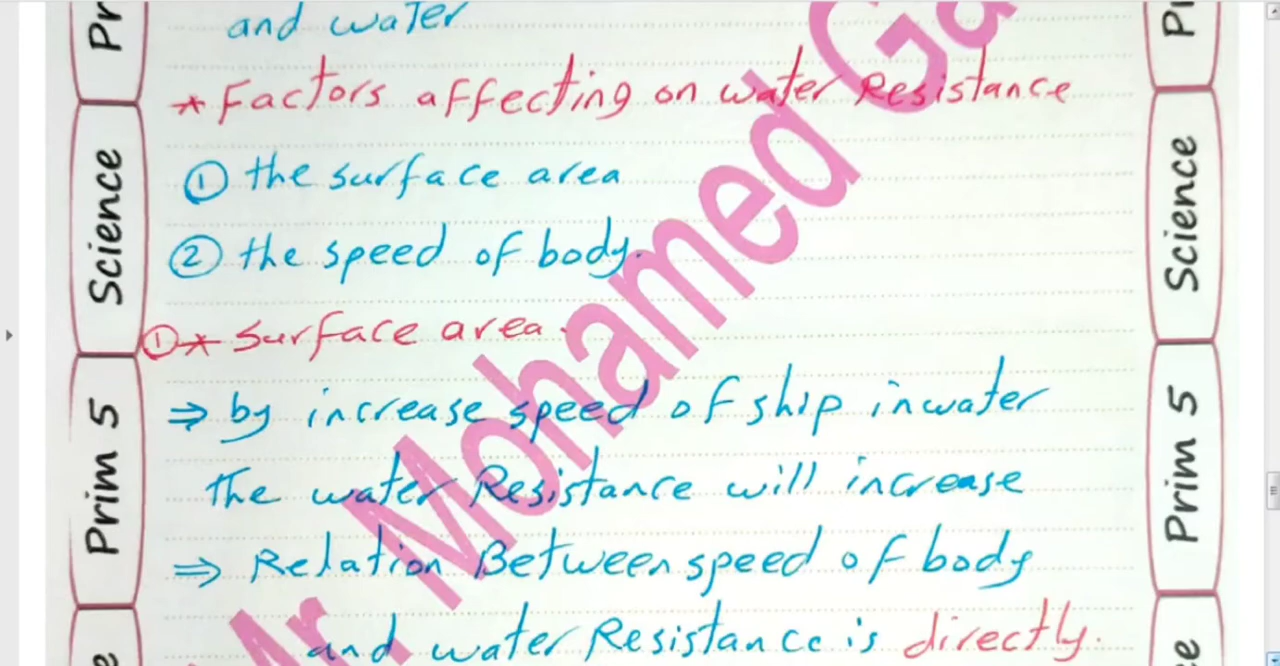 and water
* Factors affecting on water Resistance
① the surface area
② the speed of body.
① * Surface area.
⇒ by increase speed of ship in water
the water Resistance will increase
⇒ Relation Between speed of body
and water Resistance is directly.
Science
Prim 5
Science
Prim 5
Mr Mohamed Ga